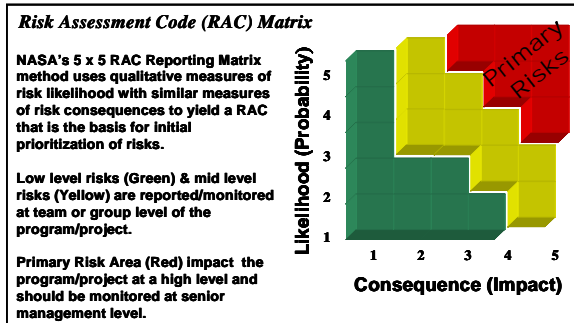 Risk Assessment Code (RAC) Matrix
NASA's 5 x 5 RAC Reporting Matrix
method uses qualitative measures of
risk likelihood with similar measures
of risk consequences to yield a RAC
that is the basis for initial
prioritization of risks.
Low level risks (Green) & mid level
risks (Yellow) are reported/monitored
at team or group level of the
program/project.
Primary Risk Area (Red) impact the
program/project at a high level and
should be monitored at senior
management level.
Primary
Risks
Likelihood (Probability)
5
4
3
2
1
1 2 3 4 5
Consequence (Impact)